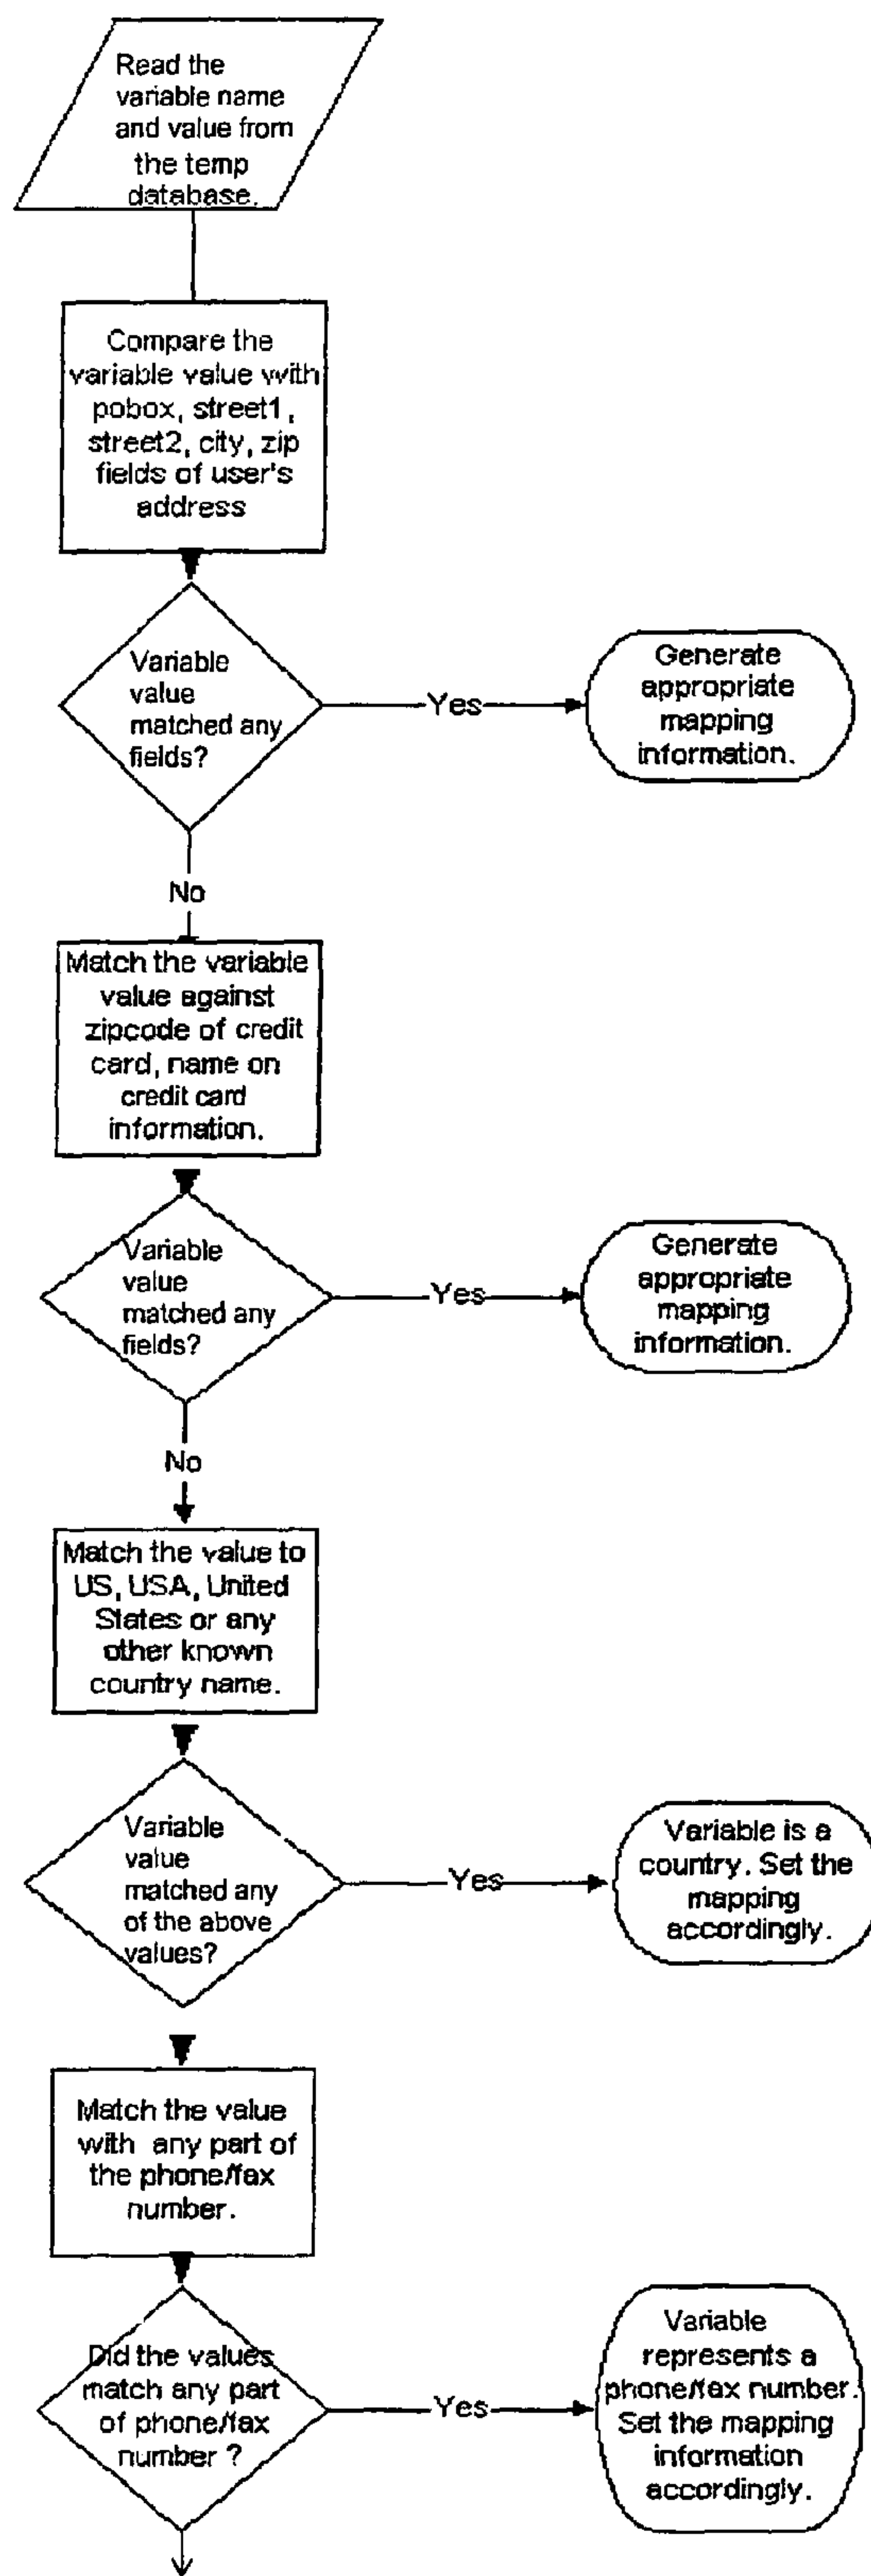 Read the
variable name
and value from
the temp
database.
Compare the
variable value with
pobox, street1,
street2, city, zip
fields of user's
address
Variable
value
matched any
fields?
Yes
Generate
appropriate
mapping
information.
No
Match the variable
value against
zipcode of credit
card, name on
credit card
information.
Variable
value
matched any
fields?
Yes
Generate
appropriate
mapping
information.
No
Match the value to
US, USA, United
States or any
other known
country name.
Variable
value
matched any
of the above
values?
Yes
Variable is a
country. Set the
mapping
accordingly.
Match the value
with any part of
the phone/fax
number.
Did the values
match any part
of phone/fax
number ?
Yes
Variable
represents a
phone/fax number.
Set the mapping
information
accordingly.